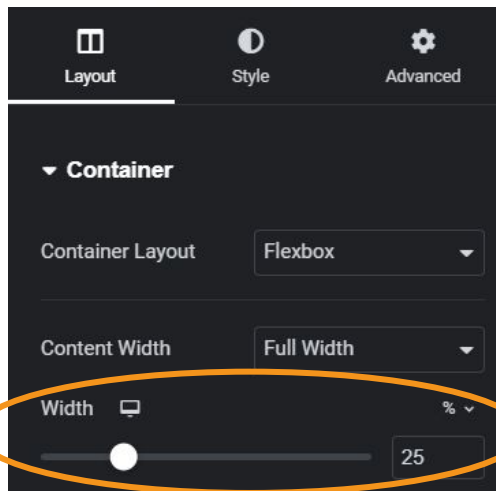 Layout Style Advanced
Container
Container Layout Flexbox
Content Width Full Width
Width %
25